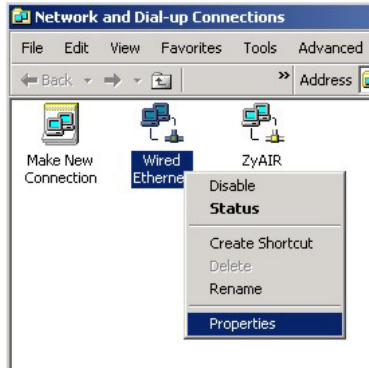 Network and Dial-up Connections
File Edit View Favorites Tools Advanced
Back » Address
Make New Connection
Wired Etherne
ZyAIR
Disable
Status
Create Shortcut
Delete
Rename
Properties